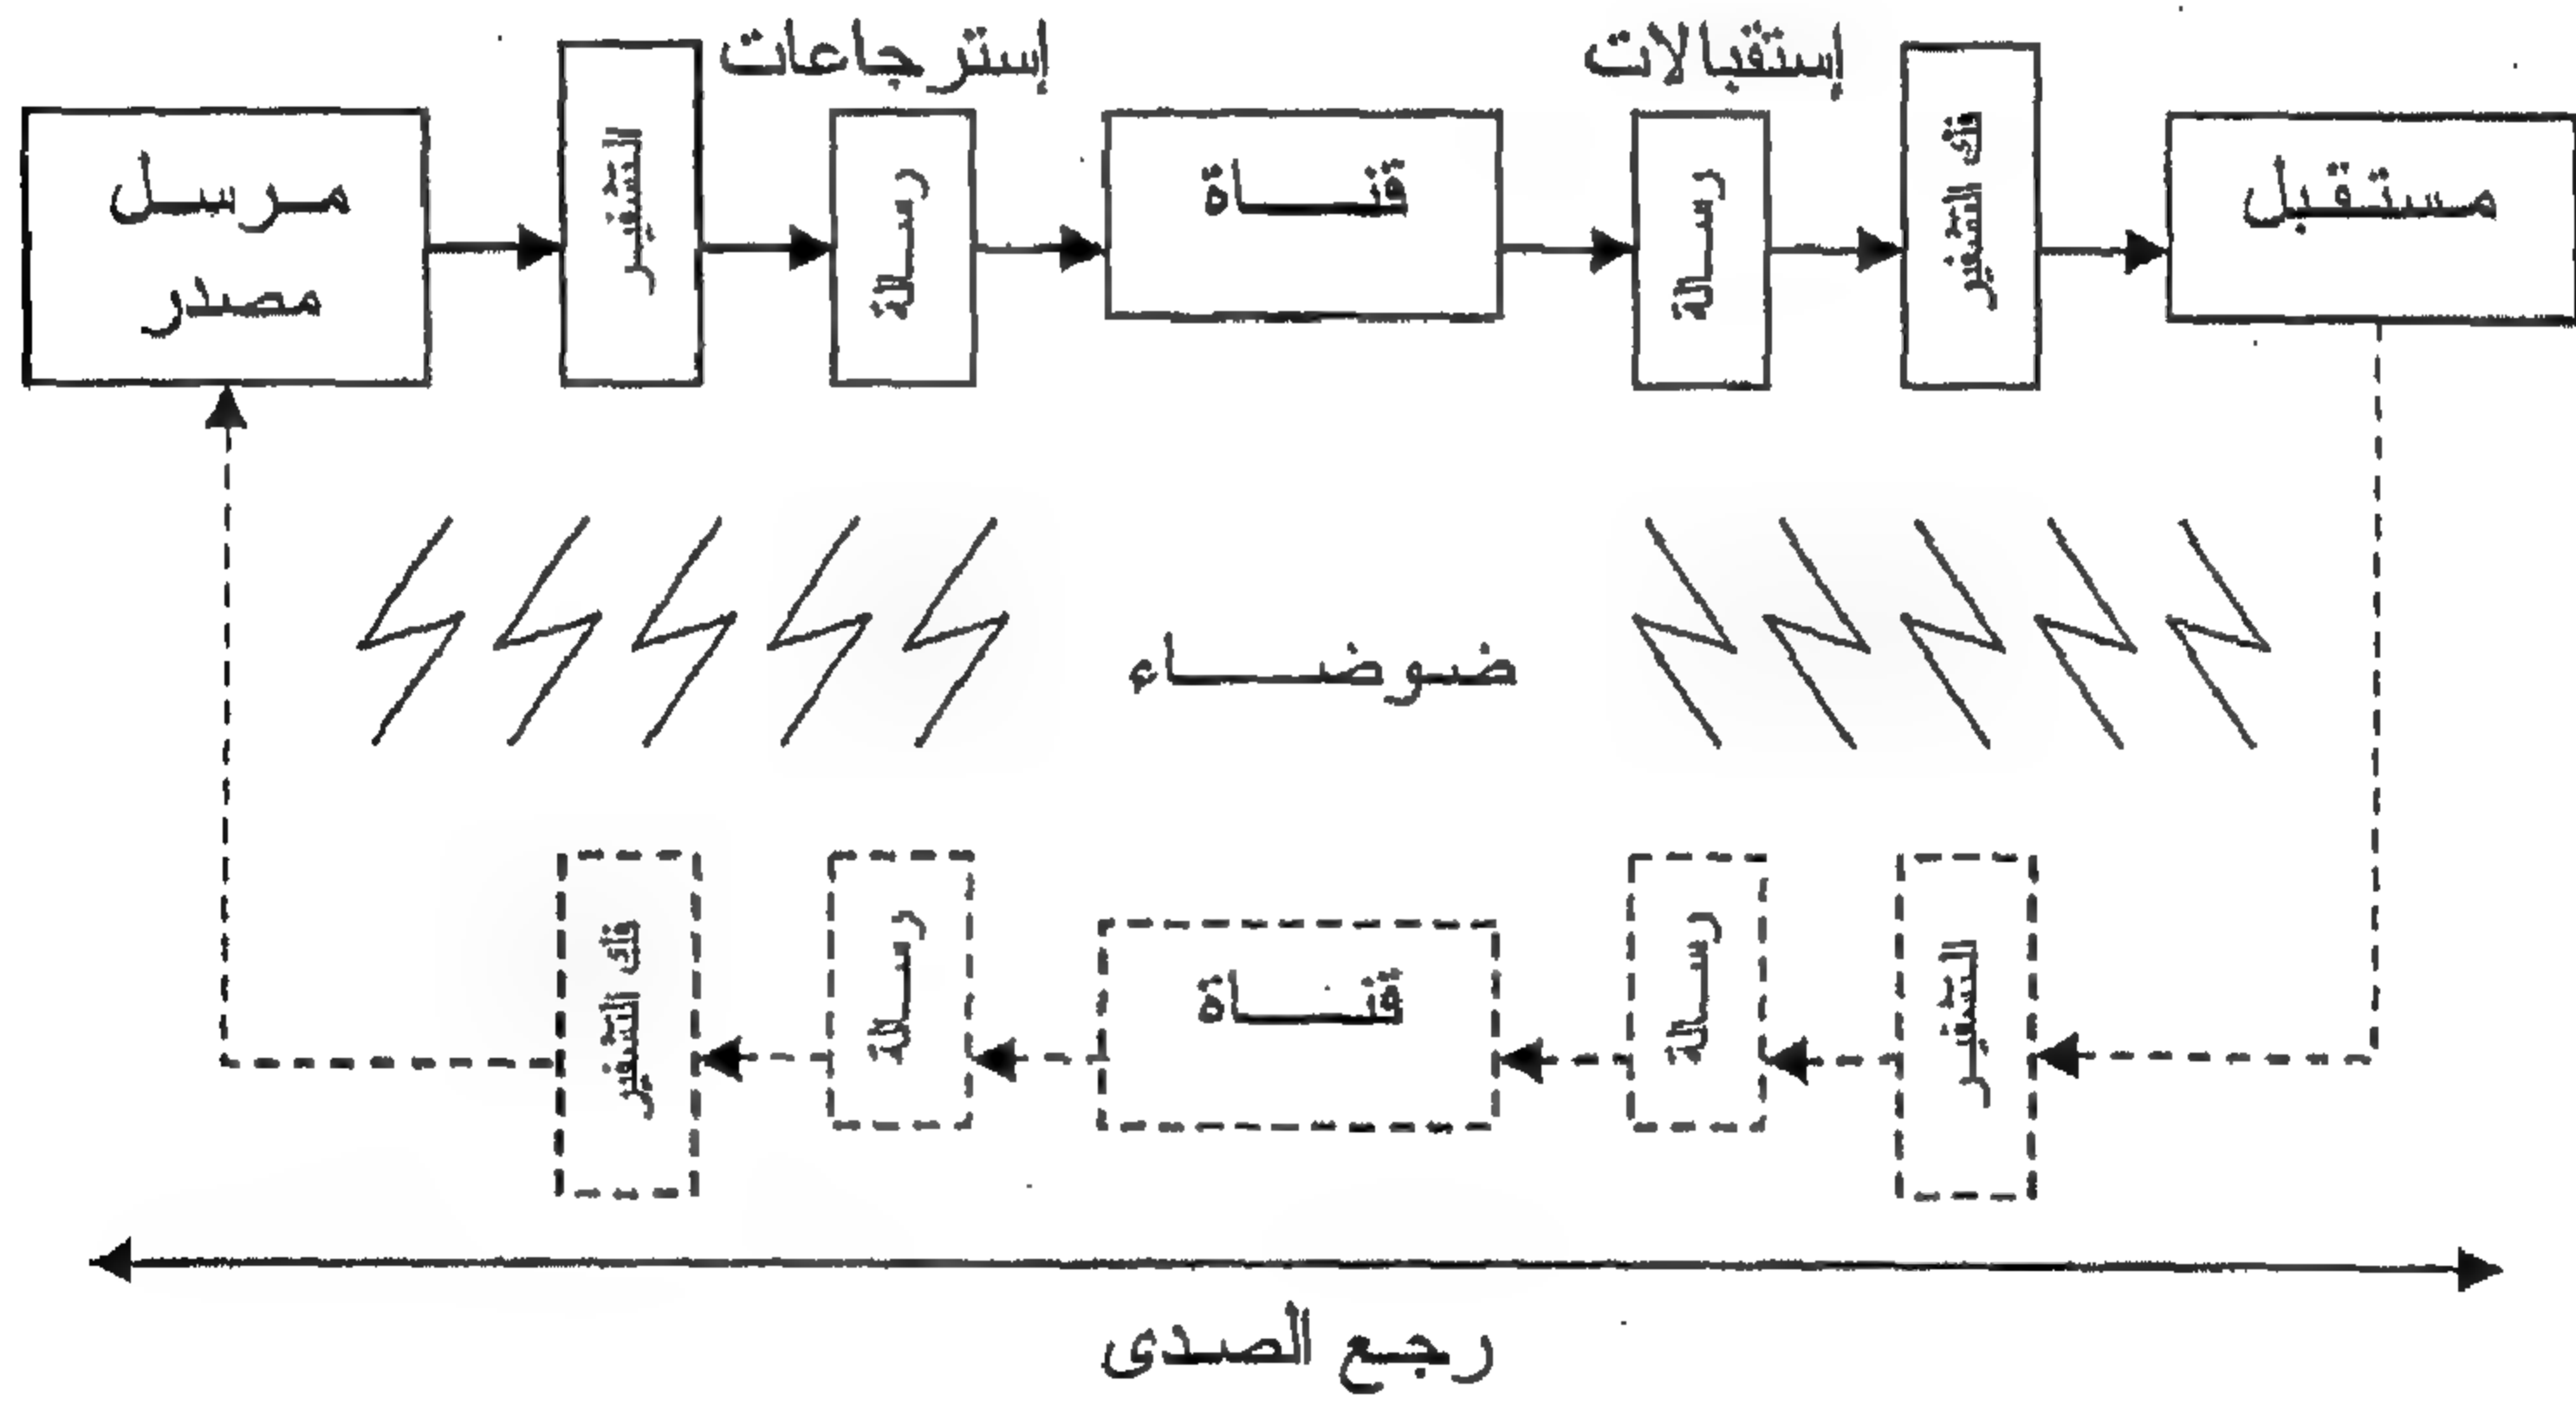 إسترجاعات
إستقبالات
مرسل
مصدر
التشفير
رسالة
قناة
رسالة
فك التشفير
مستقبل
ضوضاء
فك التشفير
رسالة
قناة
رسالة
التشفير
رجع الصدى